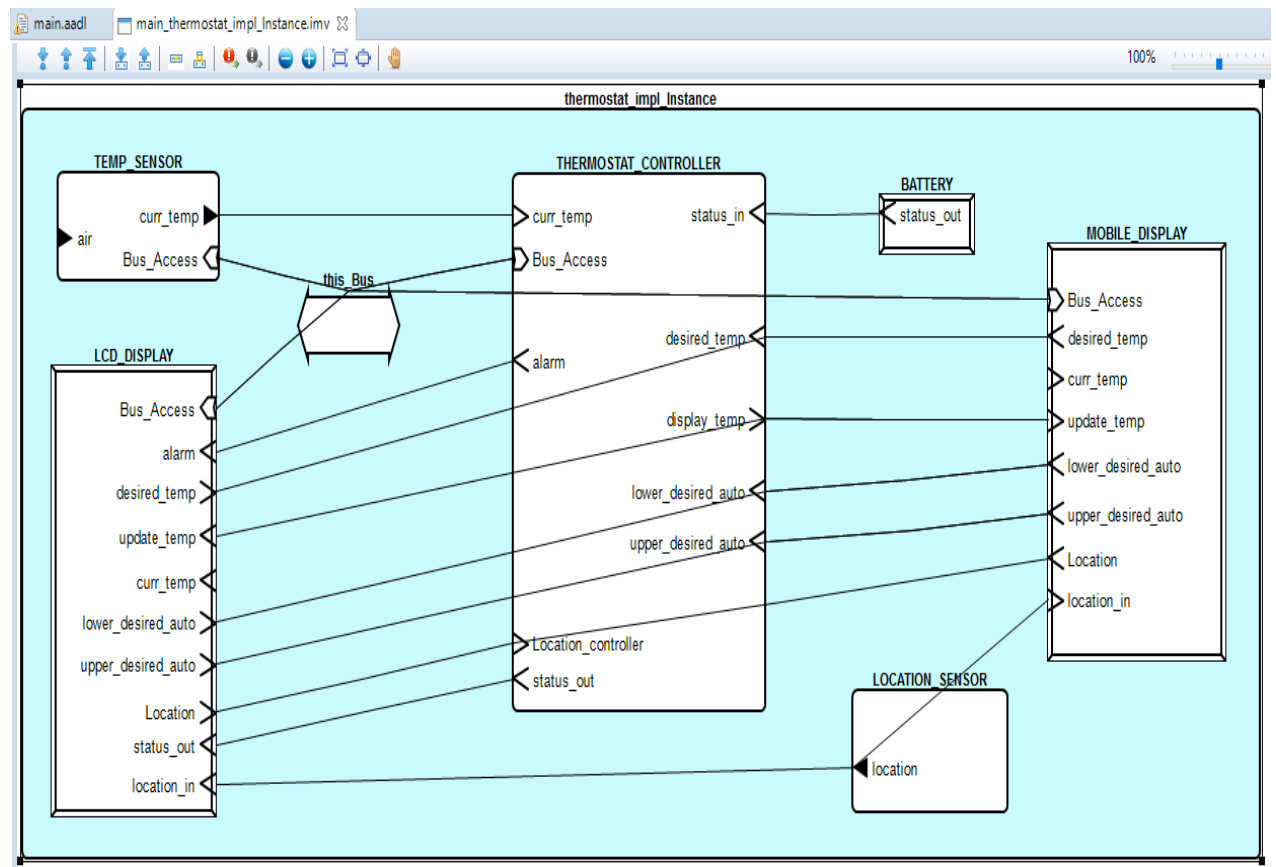 main.aadl
main_thermostat_impl_Instance.imv
100%
thermostat_impl_Instance
TEMP_SENSOR
curr_temp
air
Bus_Access
this_Bus
LCD_DISPLAY
Bus_Access
alarm
desired_temp
update_temp
curr_temp
lower_desired_auto
upper_desired_auto
Location
status_out
location_in
THERMOSTAT_CONTROLLER
curr_temp
status_in
Bus_Access
desired_temp
alarm
display_temp
lower_desired_auto
upper_desired_auto
Location_controller
status_out
BATTERY
status_out
MOBILE_DISPLAY
Bus_Access
desired_temp
curr_temp
update_temp
lower_desired_auto
upper_desired_auto
Location
location_in
LOCATION_SENSOR
location